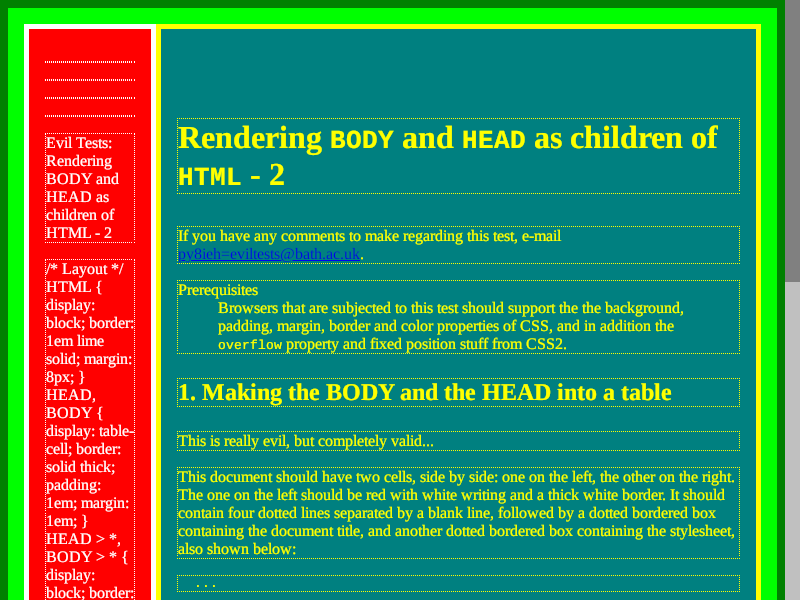 Evil Tests:
Rendering
BODY and
HEAD as
children of
HTML - 2
/* Layout */
HTML {
display:
block; border:
1em lime
solid; margin:
8px; }
HEAD,
BODY {
display: table-
cell; border:
solid thick;
padding:
1em; margin:
1em; }
HEAD > *,
BODY > * {
display:
block; border:
Rendering BODY and HEAD as children of
HTML - 2
If you have any comments to make regarding this test, e-mail
py8ieh=eviltests@bath.ac.uk.
Prerequisites
Browsers that are subjected to this test should support the the background,
padding, margin, border and color properties of CSS, and in addition the
overflow property and fixed position stuff from CSS2.
1. Making the BODY and the HEAD into a table
This is really evil, but completely valid...
This document should have two cells, side by side: one on the left, the other on the right.
The one on the left should be red with white writing and a thick white border. It should
contain four dotted lines separated by a blank line, followed by a dotted bordered box
containing the document title, and another dotted bordered box containing the stylesheet,
also shown below:
. . .